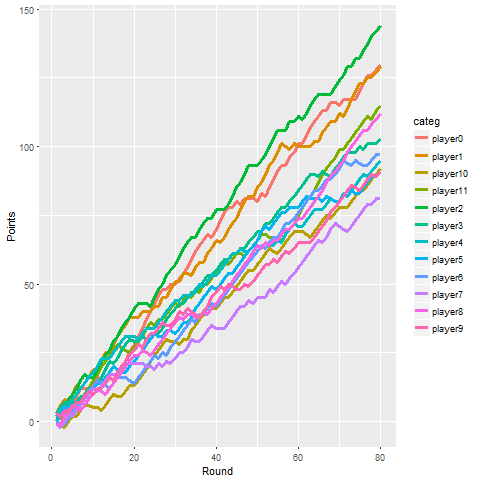 150
100
50
0
Points
0
20
40
60
80
Round
categ
player0
player1
player10
player11
player2
player3
player4
player5
player6
player7
player8
player9